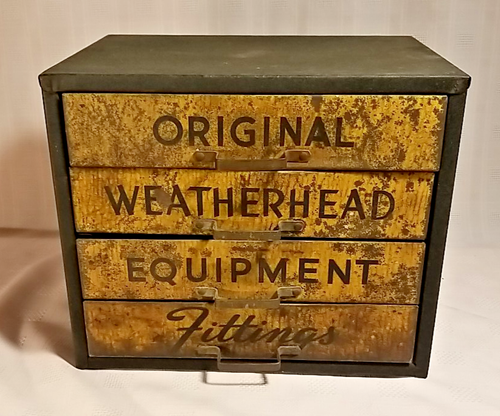 ORIGINAL
WEATHERHEAD
EQUIPMENT
Fittings